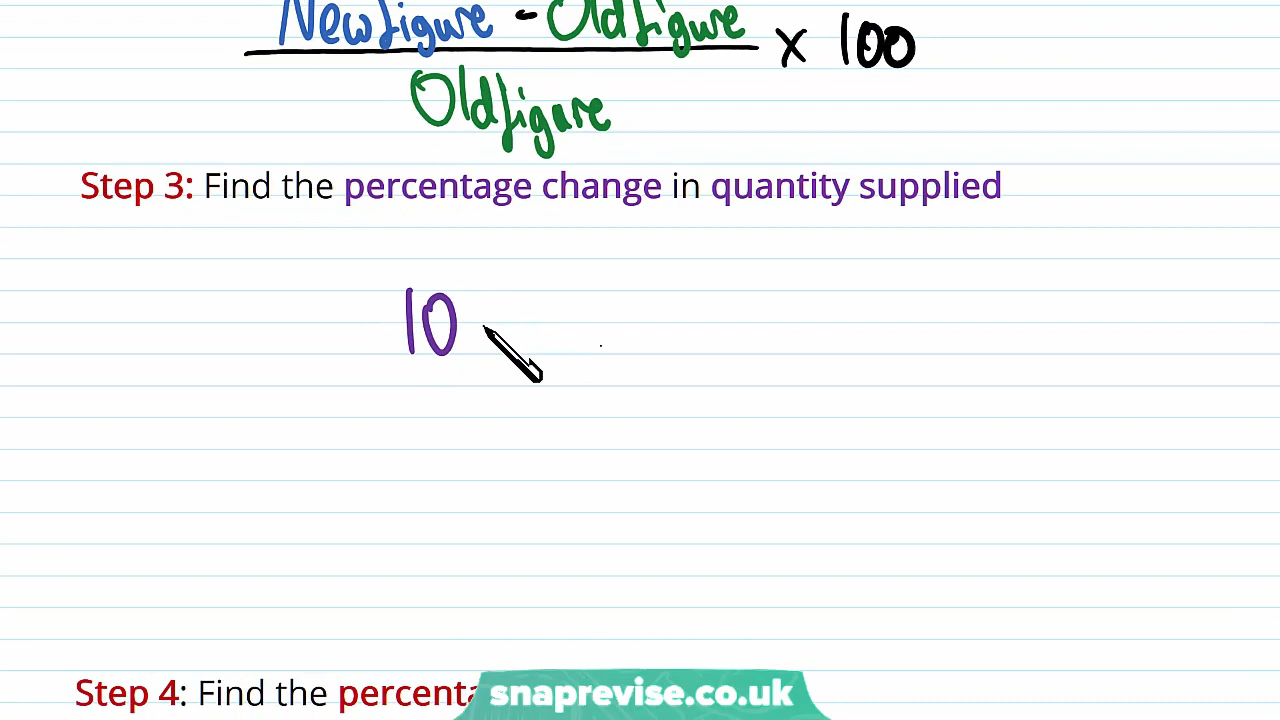 New figure - Old figure
x 100
Old figure
Step 3: Find the percentage change in quantity supplied
10
Step 4: Find the percenta
snaprevise.co.uk